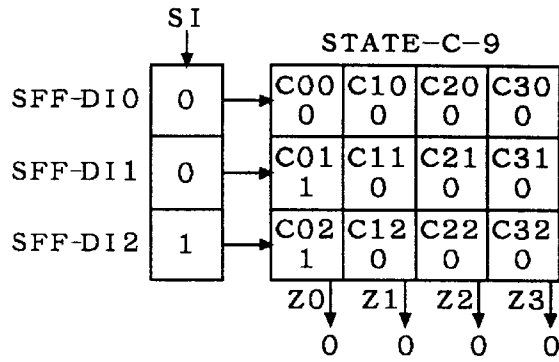 SI
STATE-C-9
SFF-DI0 0 C00 C10 C20 C30
0 0 0 0
SFF-DI1 0 C01 C11 C21 C31
1 0 0 0
SFF-DI2 1 C02 C12 C22 C32
1 0 0 0
Z0 Z1 Z2 Z3
0 0 0 0